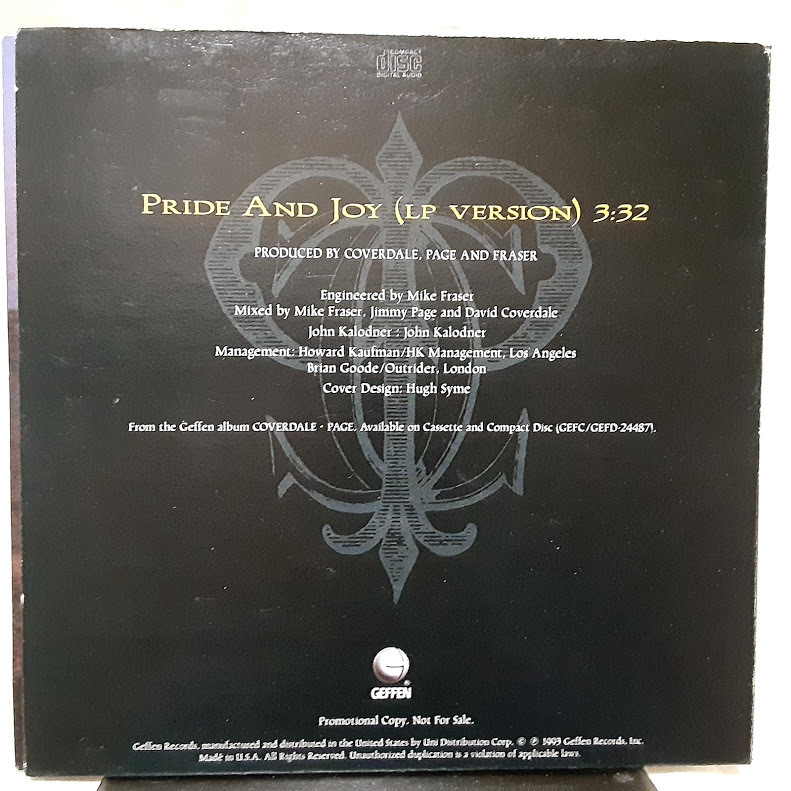 COMPACT
disc
DIGITAL AUDIO
PRIDE AND JOY (LP VERSION) 3:32
PRODUCED BY COVERDALE, PAGE AND FRASER
Engineered by Mike Fraser
Mixed by Mike Fraser, Jimmy Page and David Coverdale
John Kalodner : John Kalodner
Management: Howard Kaufman/HK Management, Los Angeles
Brian Goode/Outrider, London
Cover Design: Hugh Syme
From the Geffen album COVERDALE • PAGE. Available on Cassette and Compact Disc (GEFC/GEFD-24487).
GEFFEN®
Promotional Copy. Not For Sale.
Geffen Records, manufactured and distributed in the United States by Uni Distribution Corp. © ℗ 1993 Geffen Records, Inc.
Made in U.S.A. All Rights Reserved. Unauthorized duplication is a violation of applicable laws.